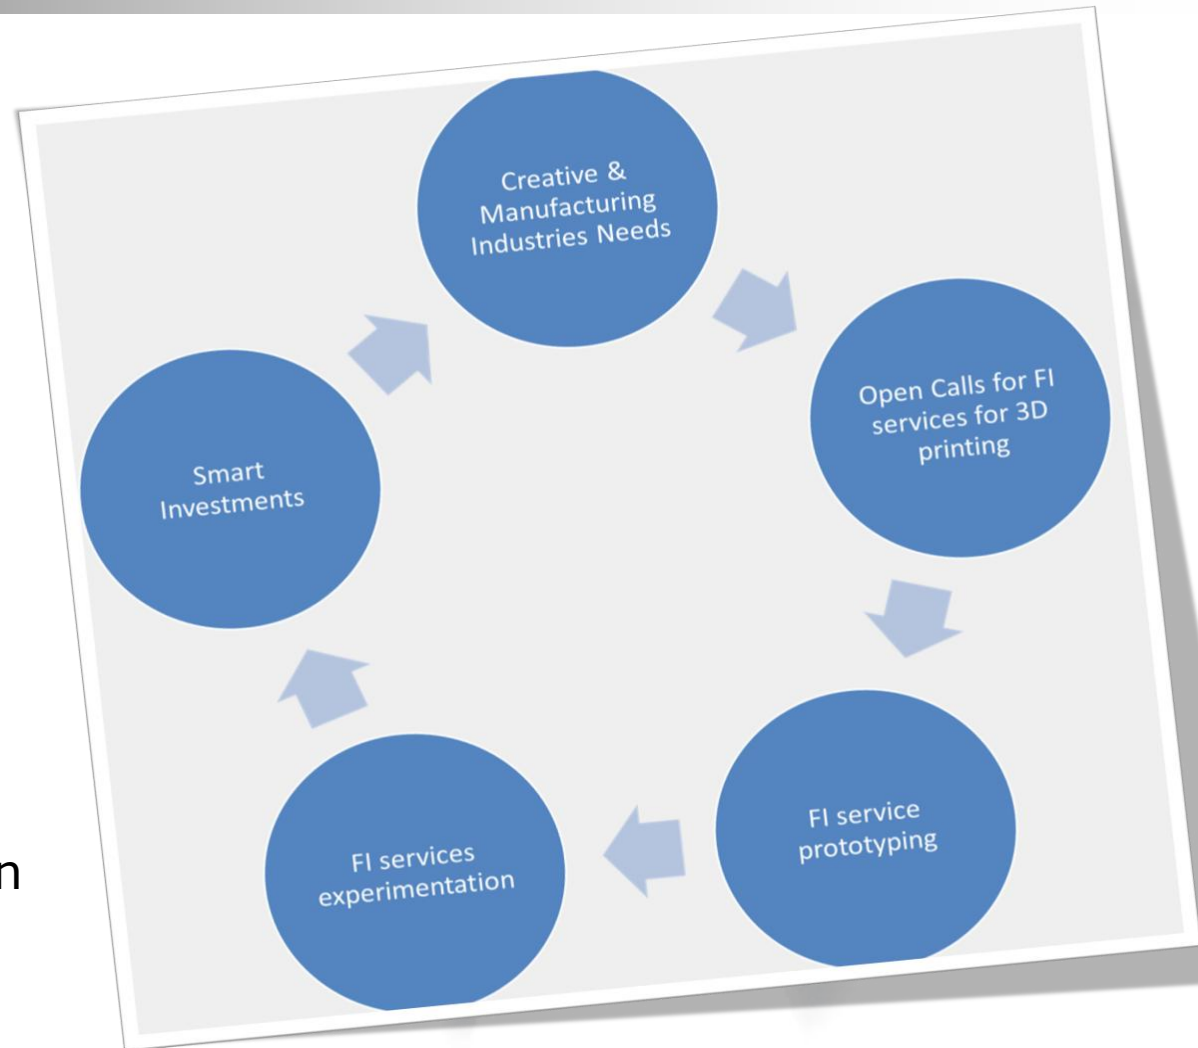 Creative &
Manufacturing
Industries Needs
Open Calls for FI
services for 3D
printing
FI service
prototyping
FI services
experimentation
Smart
Investments
n